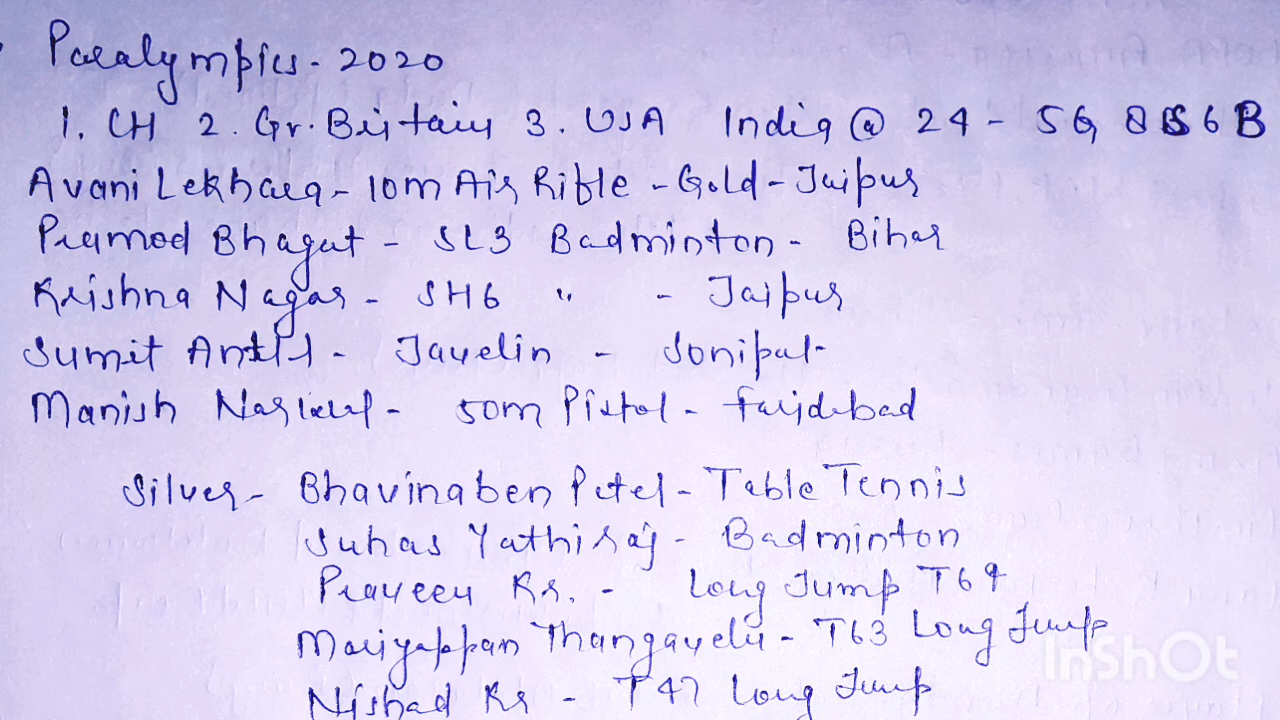 Paralympics - 2020
1. CH 2. Gr. Britain 3. USA India @ 24 - 5G 8S 6B
Avani Lekhara - 10m Air Rifle - Gold - Jaipur
Pramod Bhagat - SL3 Badminton - Bihar
Krishna Nagar - SH6 " - Jaipur
Sumit Antil - Javelin - Sonipat
Manish Narwal - 50m Pistol - Faridabad
Silver - Bhavinaben Patel - Table Tennis
Suhas Yathiraj - Badminton
Praveen Kr. - Long Jump T64
Mariyappan Thangavelu - T63 Long Jump
Nishad Kr - T47 Long Jump
InShOt